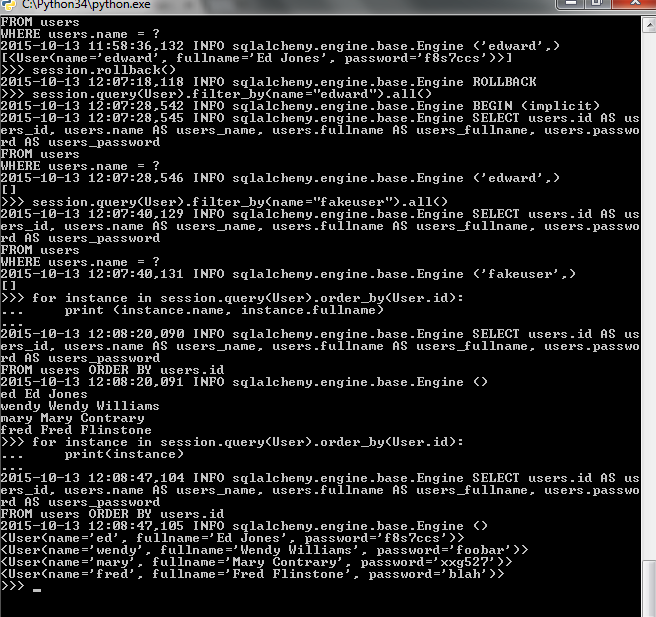 C:\Python34\python.exe
FROM users
WHERE users.name = ?
2015-10-13 11:58:36,132 INFO sqlalchemy.engine.base.Engine ('edward',)
[<User(name='edward', fullname='Ed Jones', password='f8s7ccs')>]
>>> session.rollback()
2015-10-13 12:07:18,118 INFO sqlalchemy.engine.base.Engine ROLLBACK
>>> session.query(User).filter_by(name="edward").all()
2015-10-13 12:07:28,542 INFO sqlalchemy.engine.base.Engine BEGIN (implicit)
2015-10-13 12:07:28,545 INFO sqlalchemy.engine.base.Engine SELECT users.id AS us
ers_id, users.name AS users_name, users.fullname AS users_fullname, users.passwo
rd AS users_password
FROM users
WHERE users.name = ?
2015-10-13 12:07:28,546 INFO sqlalchemy.engine.base.Engine ('edward',)
[]
>>> session.query(User).filter_by(name="fakeuser").all()
2015-10-13 12:07:40,129 INFO sqlalchemy.engine.base.Engine SELECT users.id AS us
ers_id, users.name AS users_name, users.fullname AS users_fullname, users.passwo
rd AS users_password
FROM users
WHERE users.name = ?
2015-10-13 12:07:40,131 INFO sqlalchemy.engine.base.Engine ('fakeuser',)
[]
>>> for instance in session.query(User).order_by(User.id):
...     print (instance.name, instance.fullname)
...
2015-10-13 12:08:20,090 INFO sqlalchemy.engine.base.Engine SELECT users.id AS us
ers_id, users.name AS users_name, users.fullname AS users_fullname, users.passwo
rd AS users_password
FROM users ORDER BY users.id
2015-10-13 12:08:20,091 INFO sqlalchemy.engine.base.Engine ()
ed Ed Jones
wendy Wendy Williams
mary Mary Contrary
fred Fred Flinstone
>>> for instance in session.query(User).order_by(User.id):
...     print(instance)
...
2015-10-13 12:08:47,104 INFO sqlalchemy.engine.base.Engine SELECT users.id AS us
ers_id, users.name AS users_name, users.fullname AS users_fullname, users.passwo
rd AS users_password
FROM users ORDER BY users.id
2015-10-13 12:08:47,105 INFO sqlalchemy.engine.base.Engine ()
<User(name='ed', fullname='Ed Jones', password='f8s7ccs')>
<User(name='wendy', fullname='Wendy Williams', password='foobar')>
<User(name='mary', fullname='Mary Contrary', password='xxg527')>
<User(name='fred', fullname='Fred Flinstone', password='blah')>
>>> _